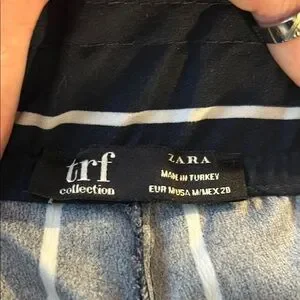 trf
collection
ZARA
MADE IN TURKEY
EUR M/USA M/MEX 28